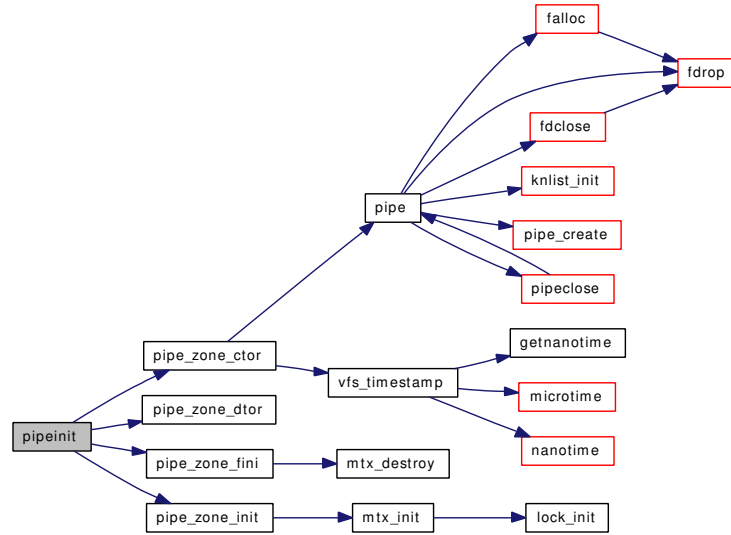 falloc
fdrop
fdclose
knlist_init
pipe
pipe_create
pipeclose
getnanotime
pipe_zone_ctor
vfs_timestamp
microtime
pipe_zone_dtor
pipeinit
nanotime
pipe_zone_fini
mtx_destroy
pipe_zone_init
mtx_init
lock_init